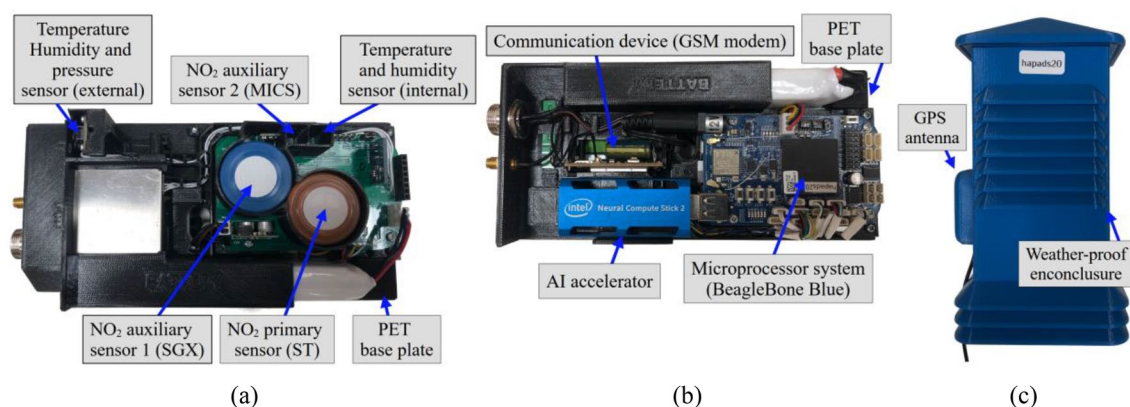 Temperature
Humidity and
pressure
sensor (external)
NO₂ auxiliary
sensor 2 (MICS)
Temperature
and humidity
sensor (internal)
NO₂ auxiliary
sensor 1 (SGX)
NO₂ primary
sensor (ST)
PET
base plate
(a)
Communication device (GSM modem)
PET
base plate
BATTER
intel Neural Compute Stick 2
AI accelerator
Microprocessor system
(BeagleBone Blue)
(b)
hapads20
GPS
antenna
Weather-proof
enconclusure
(c)